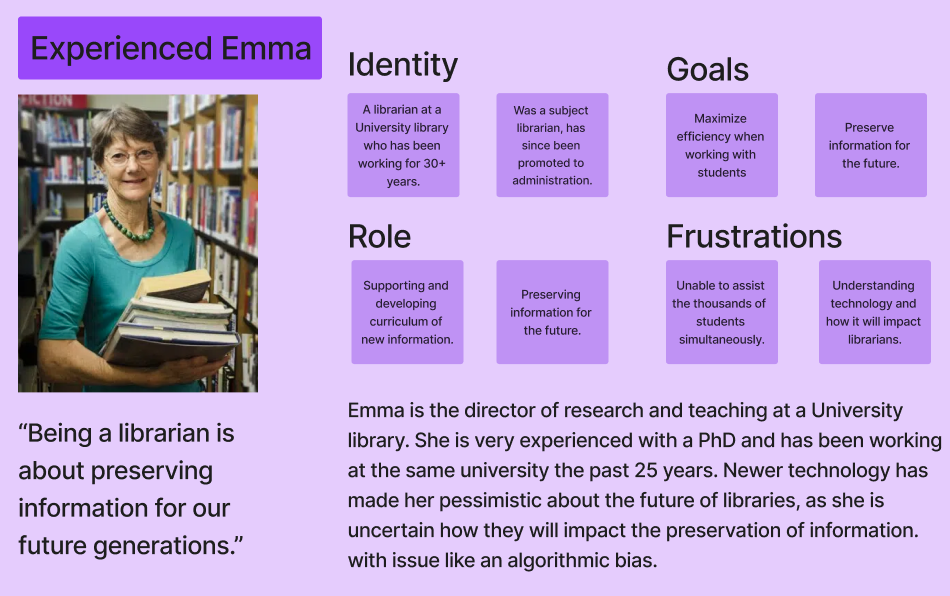 Experienced Emma
FICTION
“Being a librarian is
about preserving
information for our
future generations.”
Identity
A librarian at a
University library
who has been
working for 30+
years.
Was a subject
librarian, has
since been
promoted to
administration.
Goals
Maximize
efficiency when
working with
students
Preserve
information for
the future.
Role
Supporting and
developing
curriculum of
new information.
Preserving
information for
the future.
Frustrations
Unable to assist
the thousands of
students
simultaneously.
Understanding
technology and
how it will impact
librarians.
Emma is the director of research and teaching at a University
library. She is very experienced with a PhD and has been working
at the same university the past 25 years. Newer technology has
made her pessimistic about the future of libraries, as she is
uncertain how they will impact the preservation of information.
with issue like an algorithmic bias.